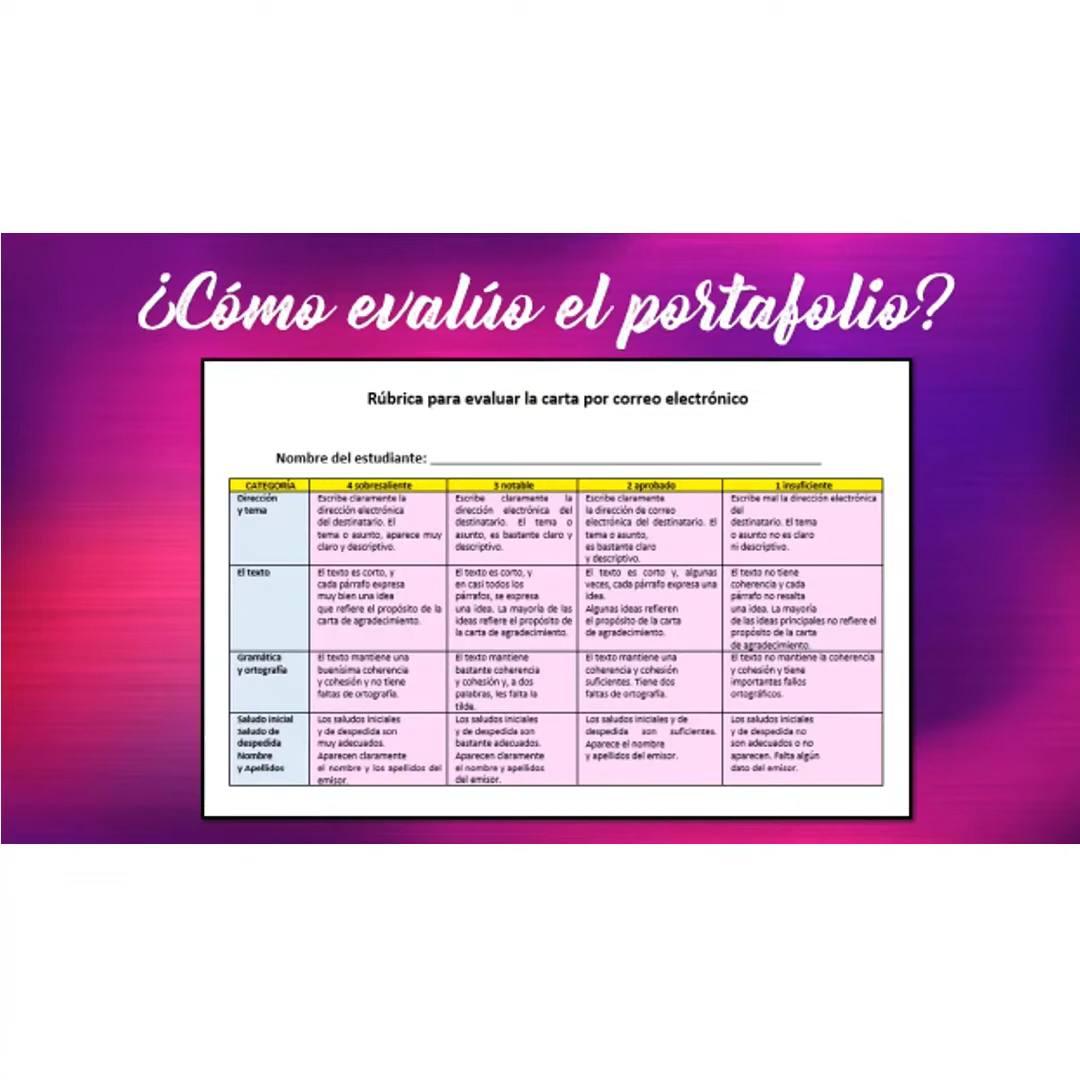 ¿Cómo evalúo el portafolio?
Rúbrica para evaluar la carta por correo electrónico
Nombre del estudiante:
CATEGORÍA
4 sobresaliente
3 notable
2 aprobado
1 insuficiente
Dirección
y tema
Escribe claramente la
dirección electrónica
del destinatario. El
tema o asunto, aparece muy
claro y descriptivo.
Escribe claramente la
dirección electrónica del
destinatario. El tema o
asunto, es bastante claro y
descriptivo.
Escribe claramente
la dirección de correo
electrónica del destinatario. El
tema o asunto,
es bastante claro
y descriptivo.
Escribe mal la dirección electrónica
del
destinatario. El tema
o asunto no es claro
ni descriptivo.
El texto
El texto es corto, y
cada párrafo expresa
muy bien una idea
que refiere el propósito de la
carta de agradecimiento.
El texto es corto, y
en casi todos los
párrafos, se expresa
una idea. La mayoría de las
ideas refiere el propósito de
la carta de agradecimiento.
El texto es corto y, algunas
veces, cada párrafo expresa una
idea.
Algunas ideas refieren
el propósito de la carta
de agradecimiento.
El texto no tiene
coherencia y cada
párrafo no resalta
una idea. La mayoría
de las ideas principales no refiere el
propósito de la carta
de agradecimiento.
Gramática
y ortografía
El texto mantiene una
buenísima coherencia
y cohesión y no tiene
faltas de ortografía.
El texto mantiene
bastante coherencia
y cohesión y, a dos
palabras, les falta la
tilde.
El texto mantiene una
coherencia y cohesión
suficientes. Tiene dos
faltas de ortografía.
El texto no mantiene la coherencia
y cohesión y tiene
importantes fallos
ortográficos.
Saludo inicial
Saludo de
despedida
Nombre
y Apellidos
Los saludos iniciales
y de despedida son
muy adecuados.
Aparecen claramente
el nombre y los apellidos del
emisor.
Los saludos iniciales
y de despedida son
bastante adecuados.
Aparecen claramente
el nombre y apellidos
del emisor.
Los saludos iniciales y de
despedida son suficientes.
Aparece el nombre
y apellidos del emisor.
Los saludos iniciales
y de despedida no
son adecuados o no
aparecen. Falta algún
dato del emisor.